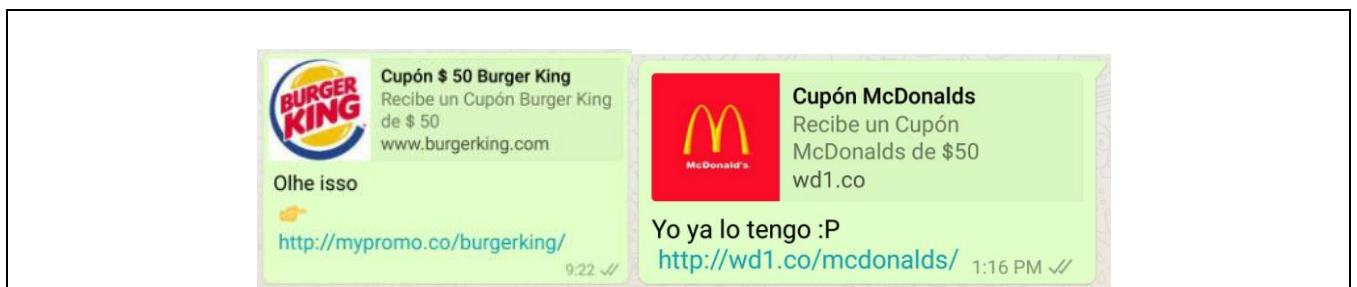 BURGER
KING
Cupón $ 50 Burger King
Recibe un Cupón Burger King
de $ 50
www.burgerking.com
Olhe isso
👉
http://mypromo.co/burgerking/
9:22
McDonald's
Cupón McDonalds
Recibe un Cupón
McDonalds de $50
wd1.co
Yo ya lo tengo :P
http://wd1.co/mcdonalds/
1:16 PM